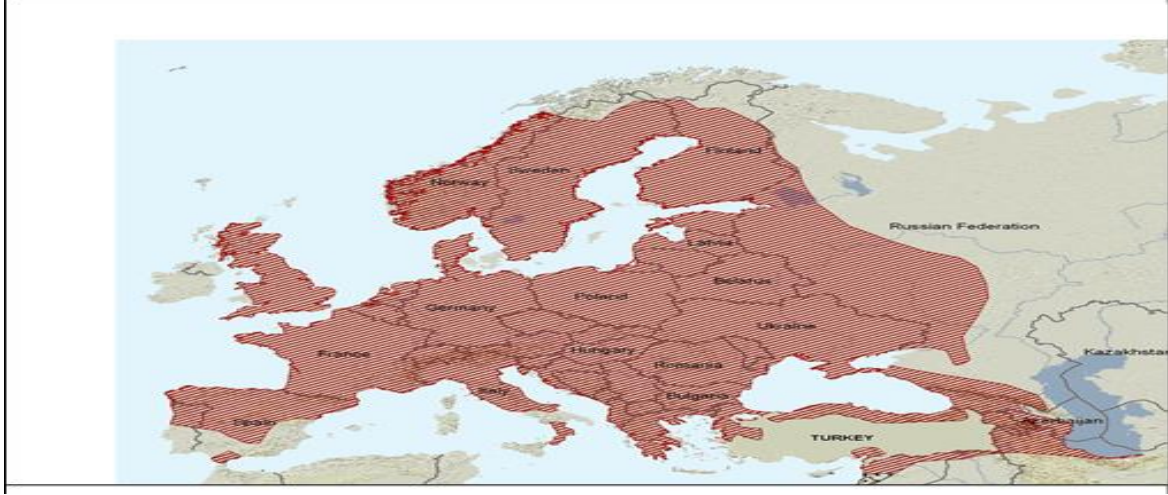 Finland
Sweden
Norway
Russian Federation
Latvia
Belarus
Poland
Germany
Ukraine
France
Hungary
Kazakhstan
Romania
Italy
Bulgaria
Spain
Azerbaijan
TURKEY